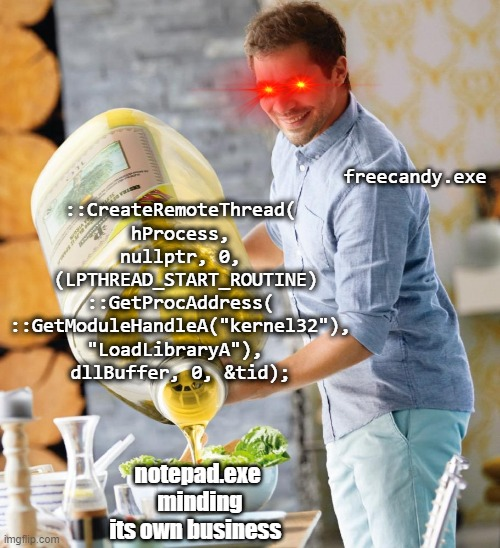 freecandy.exe
::CreateRemoteThread(
hProcess,
nullptr, 0,
(LPTHREAD_START_ROUTINE)
::GetProcAddress(
::GetModuleHandleA("kernel32"),
"LoadLibraryA"),
dllBuffer, 0, &tid);
notepad.exe
minding
its own business
imgflip.com